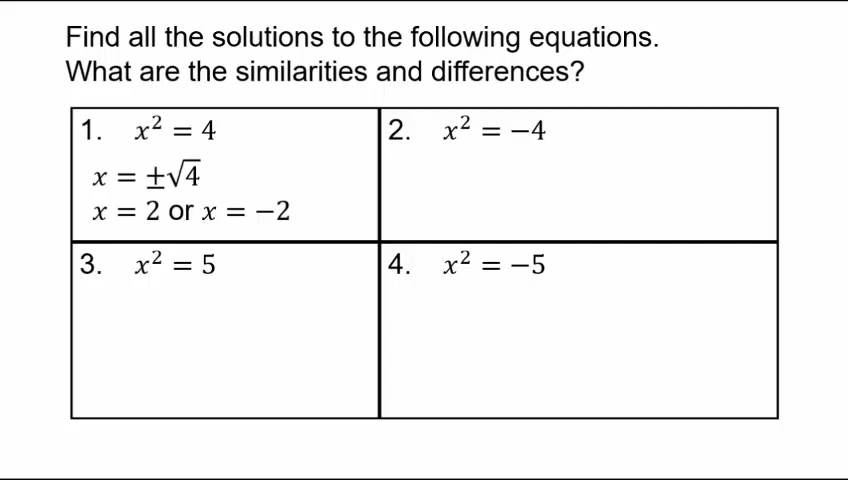 Find all the solutions to the following equations.
What are the similarities and differences?
1. x² = 4
x = ±√4
x = 2 or x = −2
2. x² = −4
3. x² = 5
4. x² = −5